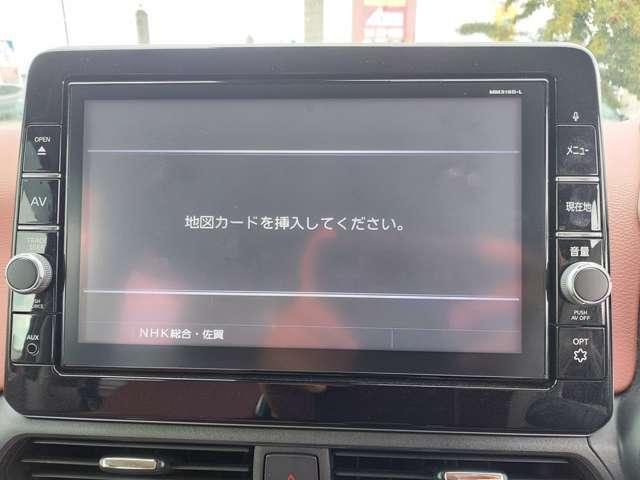 MM319D-L
OPEN
AV
TRACK
AUX
地図カードを挿入してください。
NHK総合・佐賀
メニュー
現在地
音量
PUSH
AV OFF
OPT